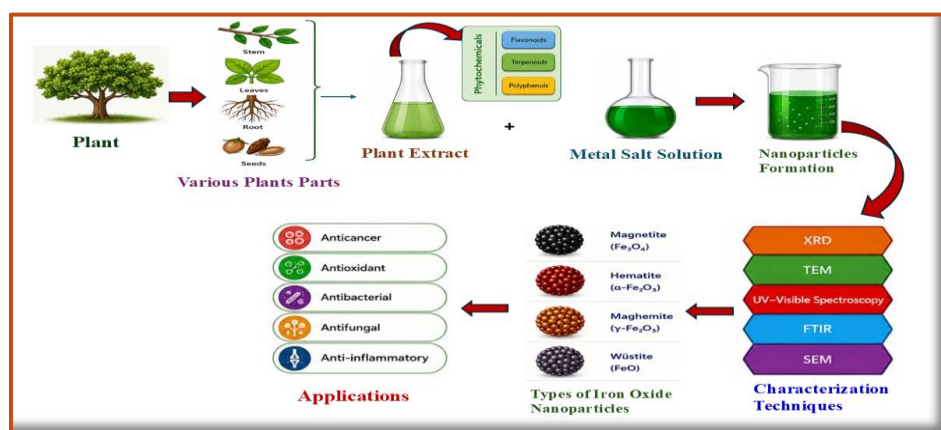 Plant
Stem
Leaves
Root
Seeds
Various Plants Parts
Plant Extract
Phytochemicals
Flavonoids
Terpenoids
Polyphenols
+
Metal Salt Solution
Nanoparticles
Formation
XRD
TEM
UV–Visible Spectroscopy
FTIR
SEM
Characterization
Techniques
Magnetite
(Fe₃O₄)
Hematite
(α-Fe₂O₃)
Maghemite
(γ-Fe₂O₃)
Wüstite
(FeO)
Types of Iron Oxide
Nanoparticles
Anticancer
Antioxidant
Antibacterial
Antifungal
Anti-inflammatory
Applications